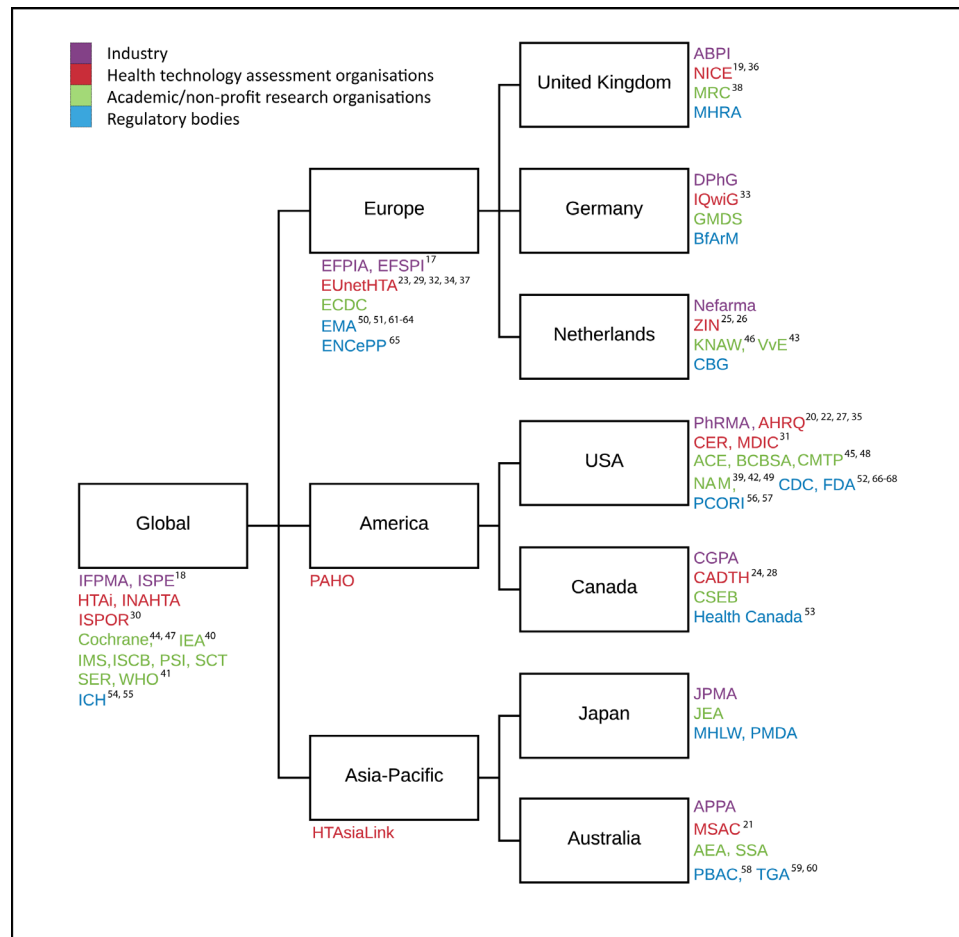 Industry
Health technology assessment organisations
Academic/non-profit research organisations
Regulatory bodies
Global
IFPMA, ISPE18
HTAi, INAHTA
ISPOR30
Cochrane,44, 47 IEA40
IMS,ISCB, PSI, SCT
SER, WHO41
ICH54, 55
Europe
EFPIA, EFSPI17
EUnetHTA23, 29, 32, 34, 37
ECDC
EMA50, 51, 61-64
ENCePP65
United Kingdom
ABPI
NICE19, 36
MRC38
MHRA
Germany
DPhG
IQwiG33
GMDS
BfArM
Netherlands
Nefarma
ZIN25, 26
KNAW,46 VvE43
CBG
America
PAHO
USA
PhRMA, AHRQ20, 22, 27, 35
CER, MDIC31
ACE, BCBSA, CMTP45, 48
NAM,39, 42, 49 CDC, FDA52, 66-68
PCORI56, 57
Canada
CGPA
CADTH24, 28
CSEB
Health Canada53
Asia-Pacific
HTAsiaLink
Japan
JPMA
JEA
MHLW, PMDA
Australia
APPA
MSAC21
AEA, SSA
PBAC,58 TGA59, 60